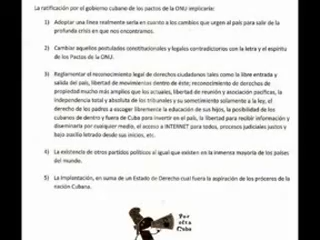 La ratificación por el gobierno cubano de los pactos de la ONU implicaría:
1) Adoptar una línea realmente seria en cuanto a los cambios que urgen al país para salir de la
profunda crisis en que nos encontramos.
2) Cambiar aquellos postulados constitucionales y legales contradictorios con la letra y el espíritu
de los Pactos de la ONU.
3) Reglamentar el reconocimiento legal de derechos ciudadanos tales como la libre entrada y
salida del país, libertad de movimientos dentro de éste; reconocimiento de derechos de
propiedad mucho más amplios que los actuales, libertad de reunión y asociación pacíficas, la
independencia total y absoluta de los tribunales y su sometimiento solamente a la ley, el
derecho de los padres a escoger libremente la educación de sus hijos, la posibilidad de los
cubanos de dentro y fuera de Cuba para invertir en el país, la libertad para recibir información y
diseminarla por cualquier medio, el acceso a INTERNET para todos, procesos judiciales justos y
bajo auxilio letrado desde sus inicios, etc.
4) La existencia de otros partidos políticos al igual que existen en la inmensa mayoría de los países
del mundo.
5) La implantación, en suma de un Estado de Derecho cual fuera la aspiración de los próceres de la
nación Cubana.
Por
otra
Cuba